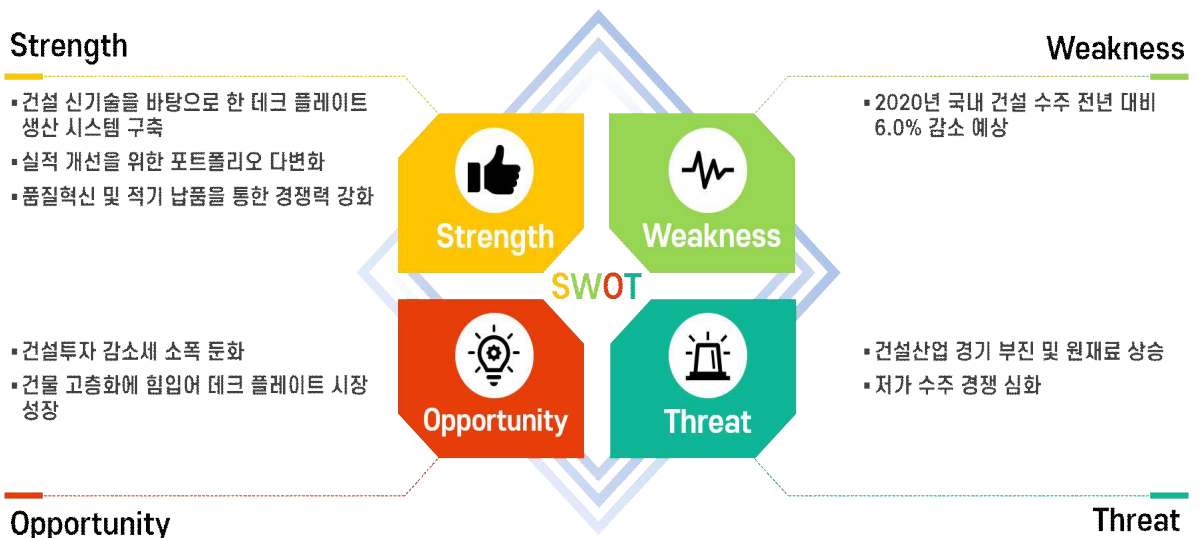 Strength
▪건설 신기술을 바탕으로 한 데크 플레이트
생산 시스템 구축
▪실적 개선을 위한 포트폴리오 다변화
▪품질혁신 및 적기 납품을 통한 경쟁력 강화
Weakness
▪2020년 국내 건설 수주 전년 대비
6.0% 감소 예상
Strength
Weakness
SWOT
Opportunity
Threat
▪건설투자 감소세 소폭 둔화
▪건물 고층화에 힘입어 데크 플레이트 시장
성장
Opportunity
▪건설산업 경기 부진 및 원재료 상승
▪저가 수주 경쟁 심화
Threat